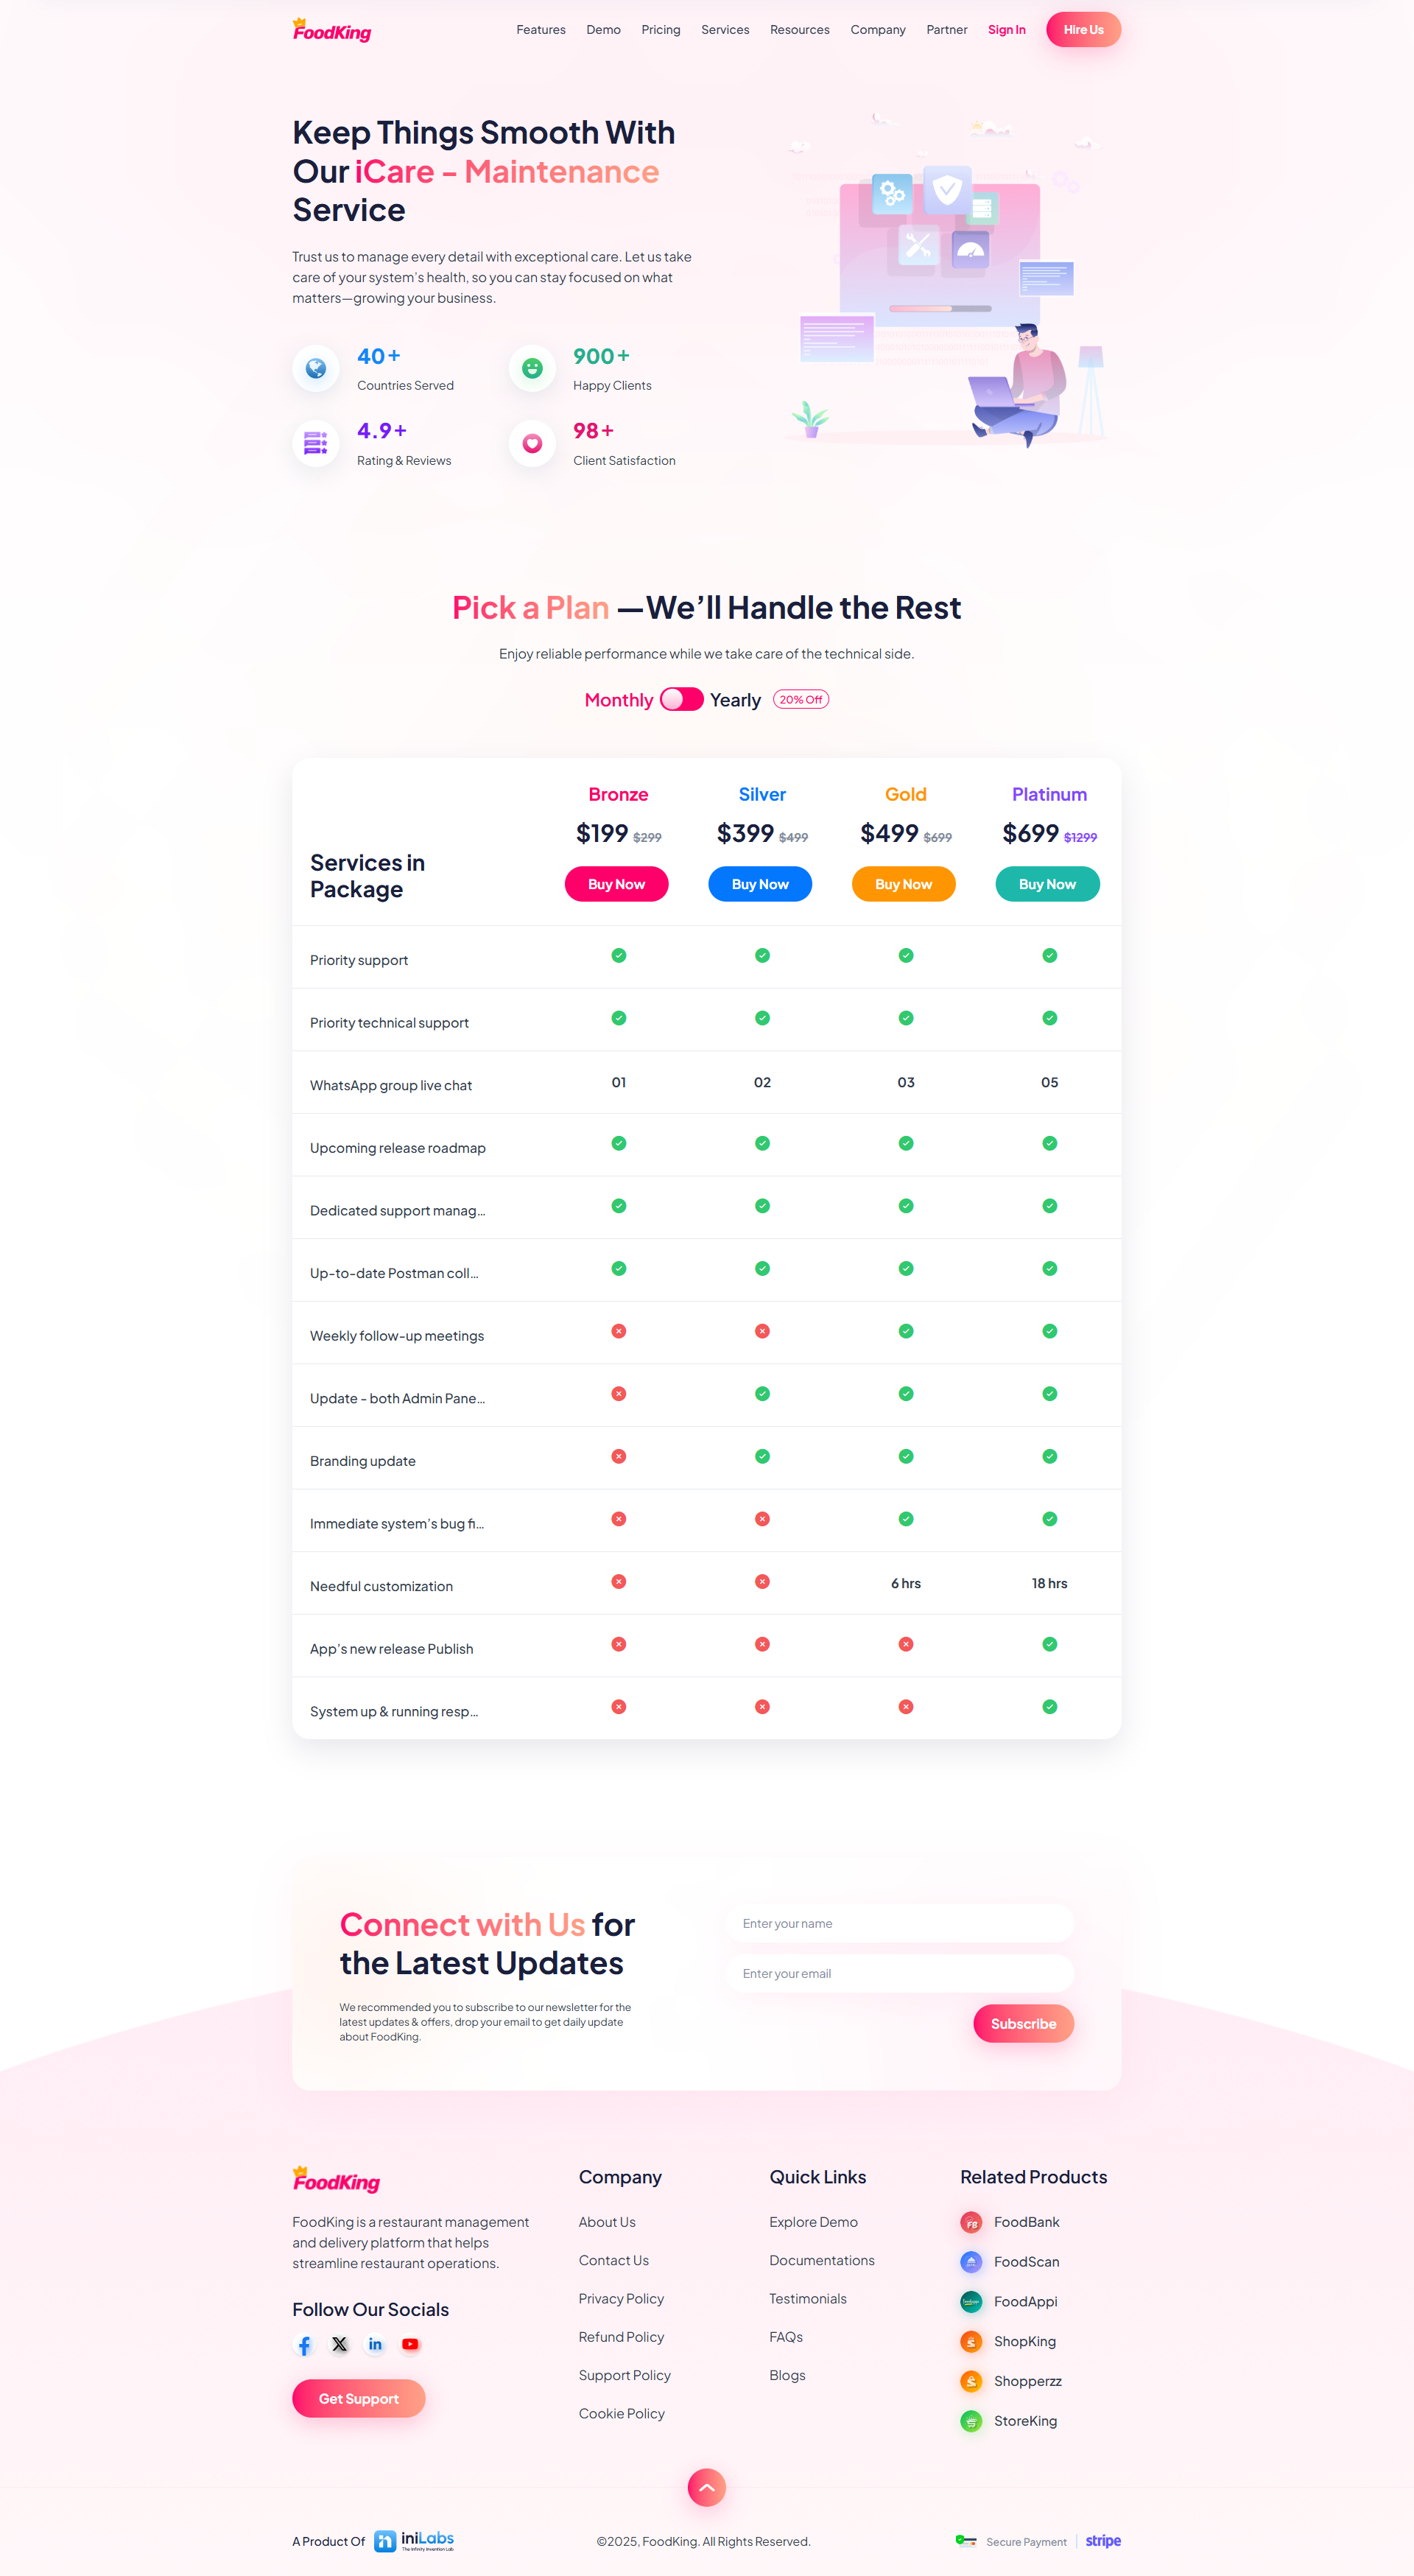 FoodKing
Features Demo Pricing Services Resources Company Partner Sign In Hire Us
Keep Things Smooth With
Our iCare - Maintenance
Service
Trust us to manage every detail with exceptional care. Let us take
care of your system's health, so you can stay focused on what
matters—growing your business.
40+
Countries Served
900+
Happy Clients
4.9+
Rating & Reviews
98+
Client Satisfaction
Pick a Plan —We'll Handle the Rest
Enjoy reliable performance while we take care of the technical side.
Monthly Yearly 20% Off
Bronze Silver Gold Platinum
$199 $299 $399 $499 $499 $699 $699 $1299
Services in
Package
Buy Now Buy Now Buy Now Buy Now
Priority support
Priority technical support
WhatsApp group live chat 01 02 03 05
Upcoming release roadmap
Dedicated support manag...
Up-to-date Postman coll...
Weekly follow-up meetings
Update - both Admin Pane...
Branding update
Immediate system's bug fi...
Needful customization 6 hrs 18 hrs
App's new release Publish
System up & running resp...
Connect with Us for
the Latest Updates
We recommended you to subscribe to our newsletter for the
latest updates & offers, drop your email to get daily update
about FoodKing.
Enter your name
Enter your email
Subscribe
FoodKing
FoodKing is a restaurant management
and delivery platform that helps
streamline restaurant operations.
Follow Our Socials
Get Support
Company
About Us
Contact Us
Privacy Policy
Refund Policy
Support Policy
Cookie Policy
Quick Links
Explore Demo
Documentations
Testimonials
FAQs
Blogs
Related Products
FoodBank
FoodScan
FoodAppi
ShopKing
Shopperzz
StoreKing
A Product Of iniLabs
The Infinity Invention Lab
©2025, FoodKing. All Rights Reserved.
Secure Payment stripe